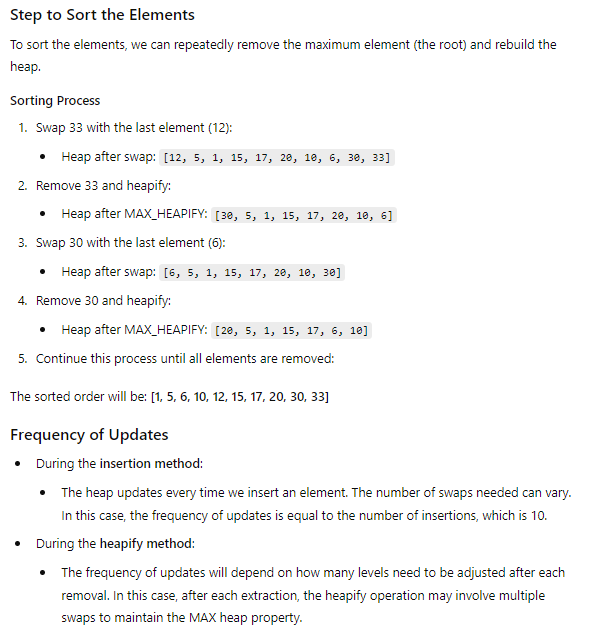 Step to Sort the Elements
To sort the elements, we can repeatedly remove the maximum element (the root) and rebuild the
heap.
Sorting Process
1. Swap 33 with the last element (12):
• Heap after swap: [12, 5, 1, 15, 17, 20, 10, 6, 30, 33]
2. Remove 33 and heapify:
• Heap after MAX_HEAPIFY: [30, 5, 1, 15, 17, 20, 10, 6]
3. Swap 30 with the last element (6):
• Heap after swap: [6, 5, 1, 15, 17, 20, 10, 30]
4. Remove 30 and heapify:
• Heap after MAX_HEAPIFY: [20, 5, 1, 15, 17, 6, 10]
5. Continue this process until all elements are removed:
The sorted order will be: [1, 5, 6, 10, 12, 15, 17, 20, 30, 33]
Frequency of Updates
• During the insertion method:
• The heap updates every time we insert an element. The number of swaps needed can vary.
In this case, the frequency of updates is equal to the number of insertions, which is 10.
• During the heapify method:
• The frequency of updates will depend on how many levels need to be adjusted after each
removal. In this case, after each extraction, the heapify operation may involve multiple
swaps to maintain the MAX heap property.